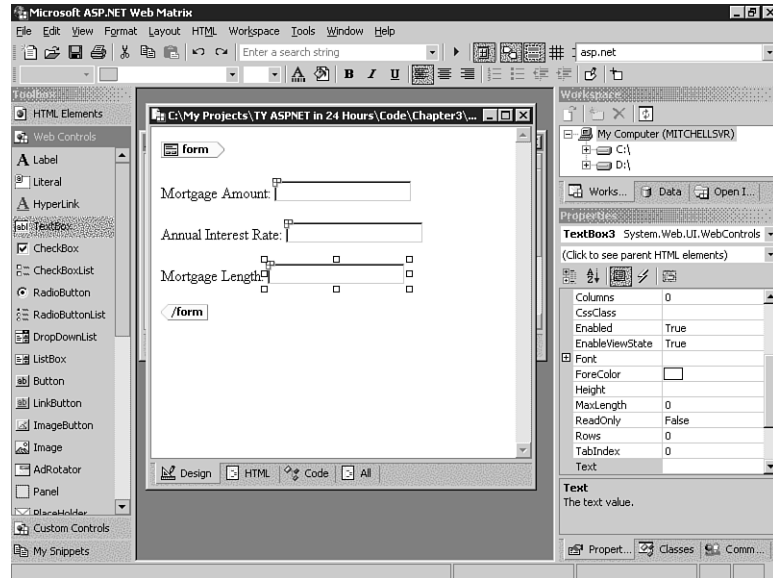 Microsoft ASP.NET Web Matrix
File Edit View Format Layout HTML Workspace Tools Window Help
Enter a search string
asp.net
B I U
Toolbox
HTML Elements
Web Controls
Label
Literal
HyperLink
TextBox
CheckBox
CheckBoxList
RadioButton
RadioButtonList
DropDownList
ListBox
Button
LinkButton
ImageButton
Image
AdRotator
Panel
PlaceHolder
Custom Controls
My Snippets
C:\My Projects\TY ASPNET in 24 Hours\Code\Chapter3\...
form
Mortgage Amount:
Annual Interest Rate:
Mortgage Length:
/form
Design HTML Code All
Workspace
My Computer (MITCHELLSVR)
C:\
D:\
Works... Data Open I...
Properties
TextBox3 System.Web.UI.WebControls
(Click to see parent HTML elements)
Columns 0
CssClass
Enabled True
EnableViewState True
Font
ForeColor
Height
MaxLength 0
ReadOnly False
Rows 0
TabIndex 0
Text
Text
The text value.
Propert... Classes Comm...